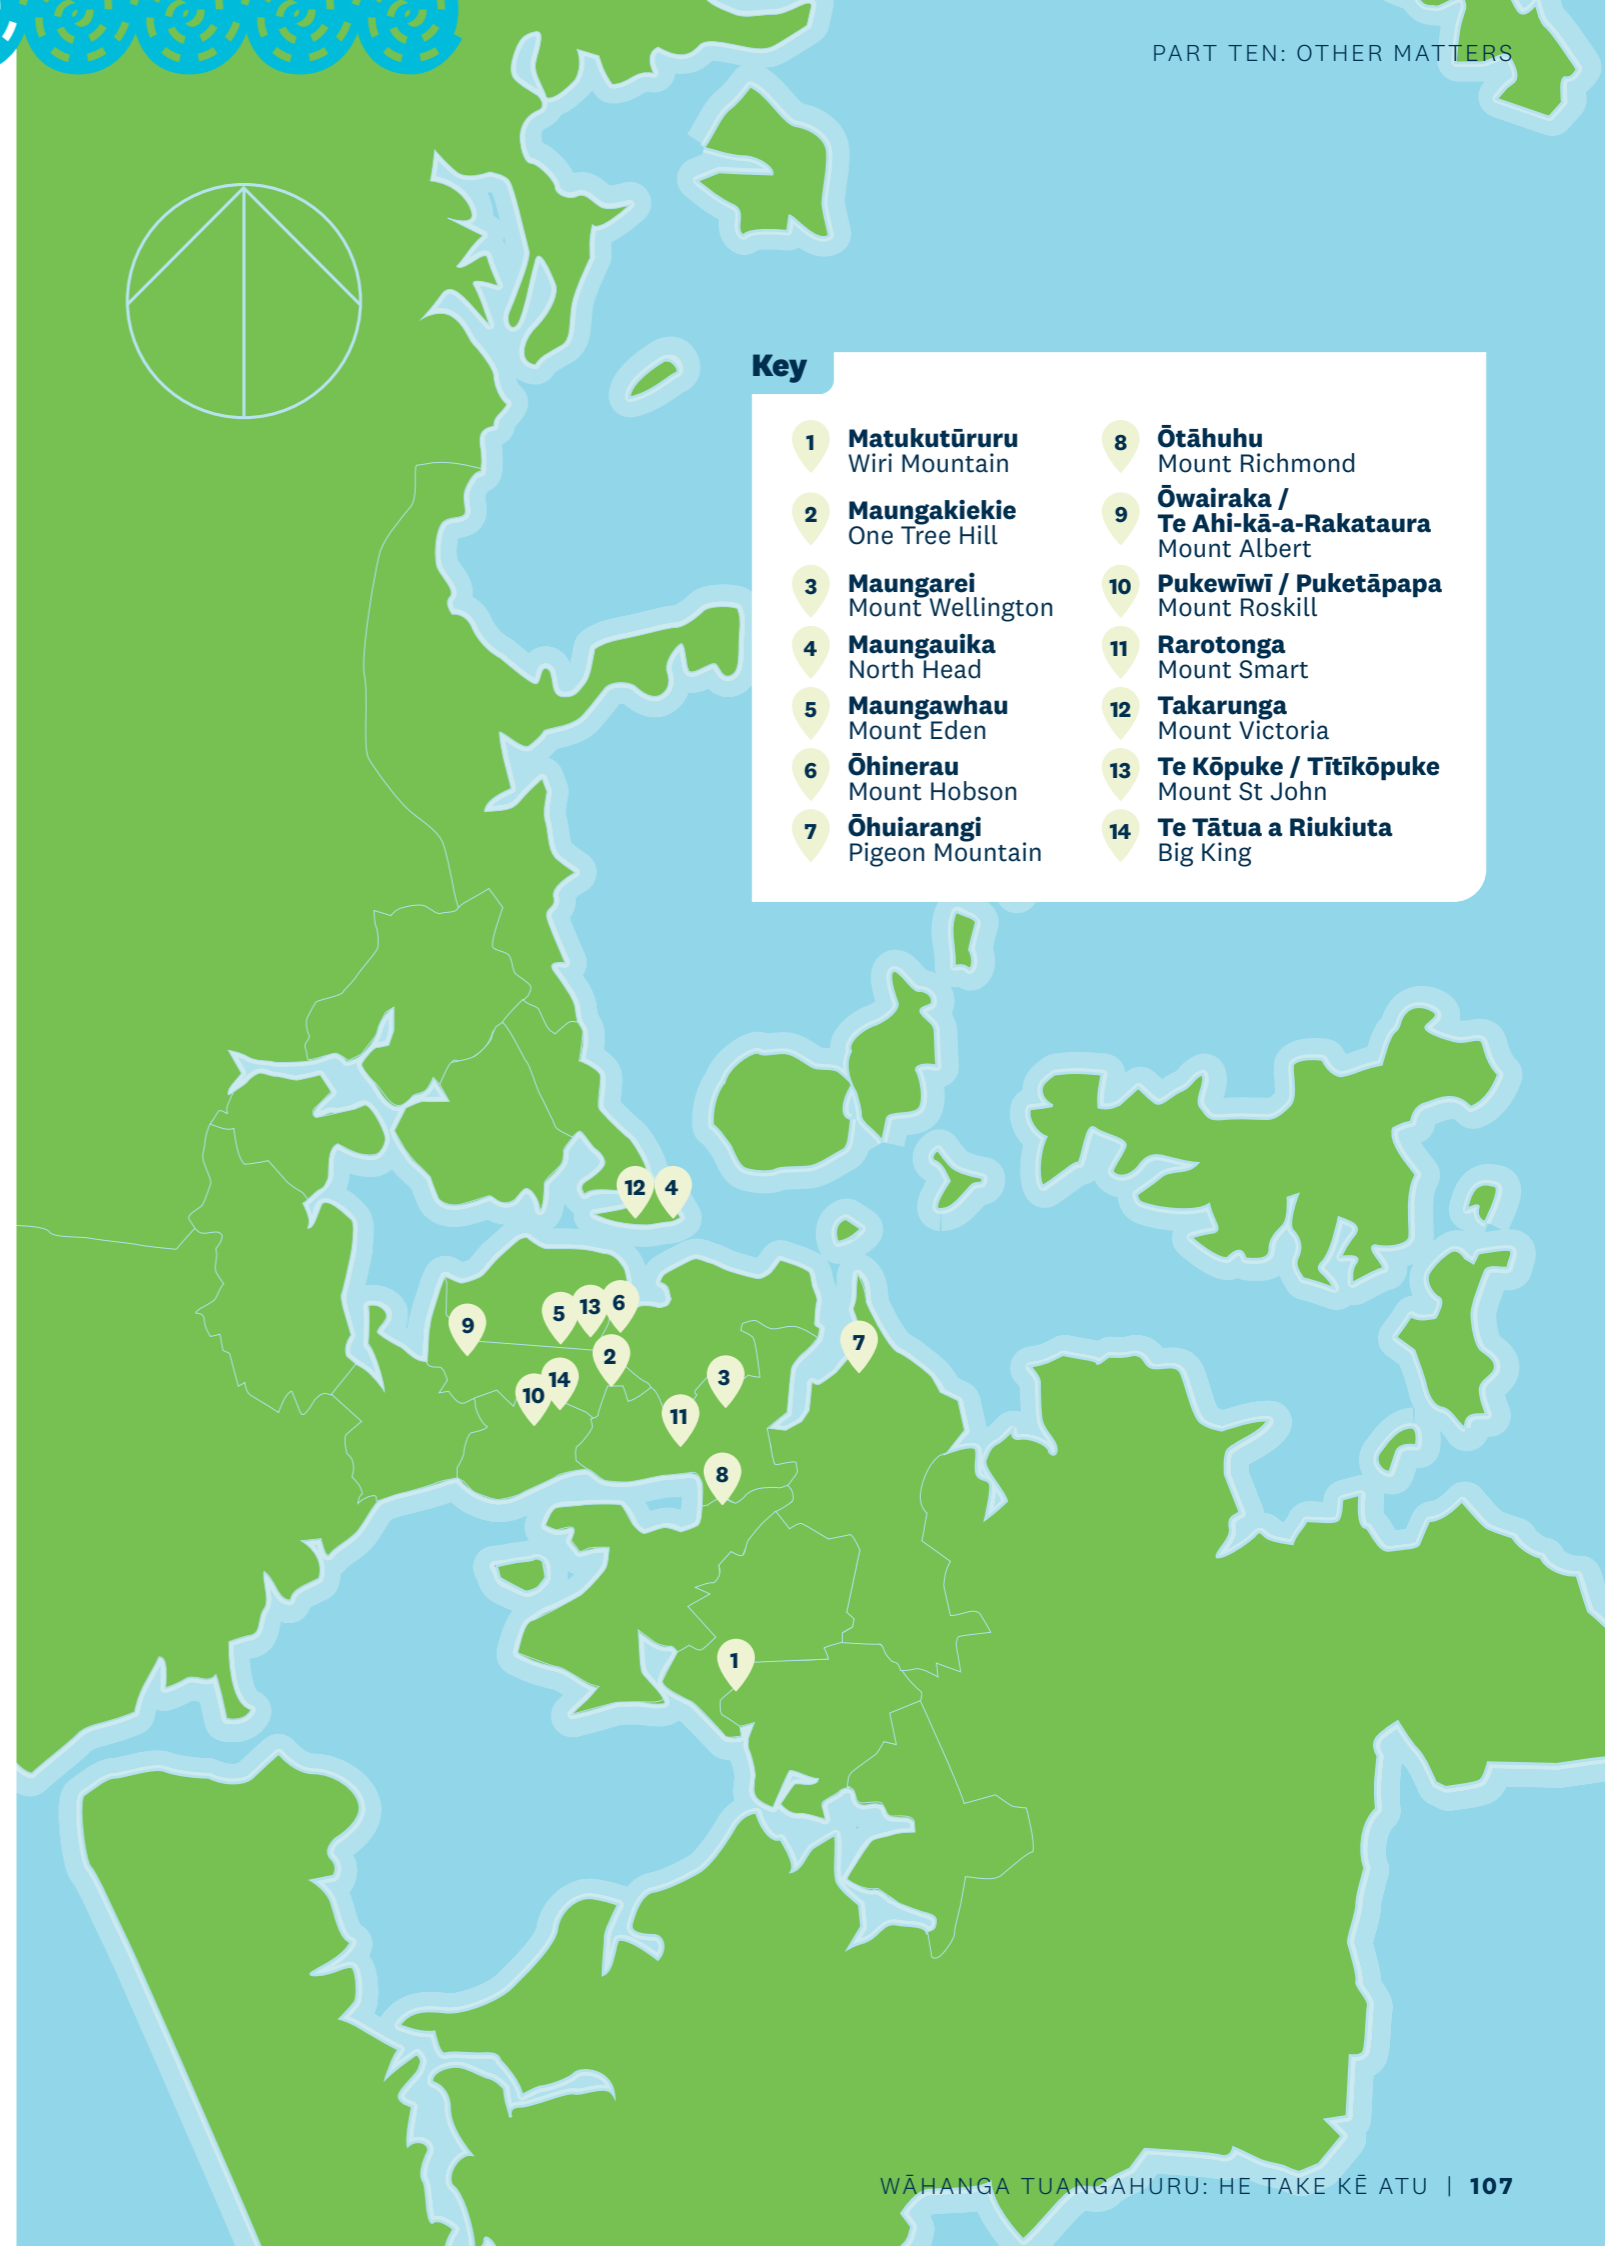 PART TEN: OTHER MATTERS
Key
1
Matukutūruru
Wiri Mountain
2
Maungakiekie
One Tree Hill
3
Maungarei
Mount Wellington
4
Maungauika
North Head
5
Maungawhau
Mount Eden
6
Ōhinerau
Mount Hobson
7
Ōhuiarangi
Pigeon Mountain
8
Ōtāhuhu
Mount Richmond
9
Ōwairaka /
Te Ahi-kā-a-Rakataura
Mount Albert
10
Pukewīwī / Puketāpapa
Mount Roskill
11
Rarotonga
Mount Smart
12
Takarunga
Mount Victoria
13
Te Kōpuke / Tītīkōpuke
Mount St John
14
Te Tātua a Riukiuta
Big King
12 4
5 13 6
9
2
7
14
3
10
11
8
1
WĀHANGA TUANGAHURU: HE TAKE KĒ ATU | 107